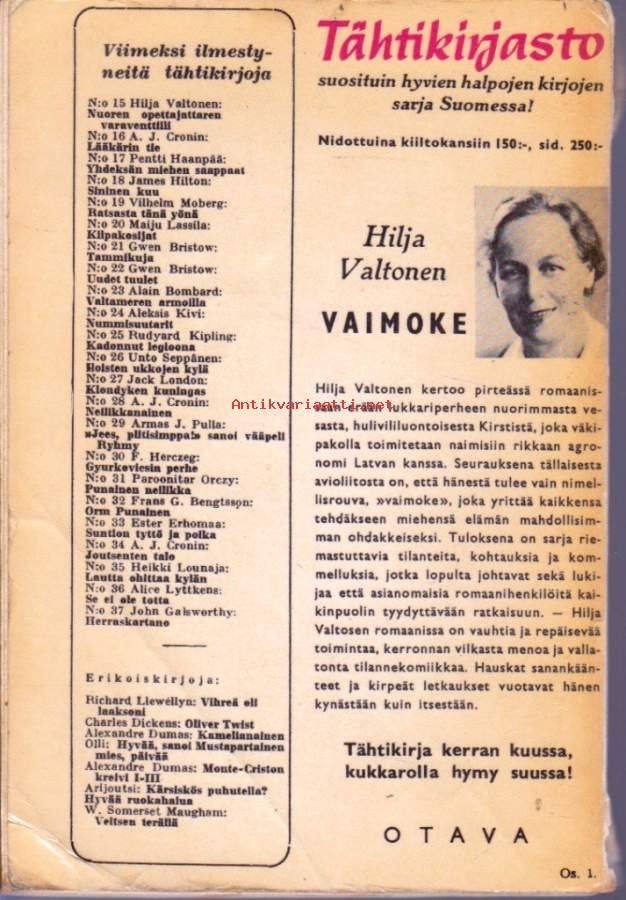 Viimeksi ilmesty-
neitä tähtikirjoja
N:o 15 Hilja Valtonen:
Nuoren opettajattaren
varaventtiili
N:o 16 A. J. Cronin:
Lääkärin tie
N:o 17 Pentti Haanpää:
Yhdeksän miehen saappaat
N:o 18 James Hilton:
Sininen kuu
N:o 19 Vilhelm Moberg:
Ratsasta tänä yönä
N:o 20 Maiju Lassila:
Kilpakosijat
N:o 21 Gwen Bristow:
Tammikuja
N:o 22 Gwen Bristow:
Uudet tuulet
N:o 23 Alain Bombard:
Valtameren armoilla
N:o 24 Aleksis Kivi:
Nummisuutarit
N:o 25 Rudyard Kipling:
Kadonnut legioona
N:o 26 Unto Seppänen:
Iloisten ukkojen kylä
N:o 27 Jack London:
Klondyken kuningas
N:o 28 A. J. Cronin:
Neilikkanainen
N:o 29 Armas J. Pulla:
»Jees, pliisimppa!» sanoi vääpeli
Ryhmy
N:o 30 F. Herczeg:
Gyurkovicsin perhe
N:o 31 Paroonitar Orczy:
Punainen neilikka
N:o 32 Frans G. Bengtsson:
Orm Punainen
N:o 33 Ester Erhomaa:
Suntion tyttö ja poika
N:o 34 A. J. Cronin:
Joutsenten talo
N:o 35 Heikki Lounaja:
Lautta ohittaa kylän
N:o 36 Alice Lyttkens:
Se ei ole totta
N:o 37 John Galsworthy:
Herraskartano
Erikoiskirjoja:
Richard Llewellyn: Vihreä oli
laaksoni
Charles Dickens: Oliver Twist
Alexandre Dumas: Kamelianainen
Olli: Hyvää, sanoi Mustapartainen
mies, päivää
Alexandre Dumas: Monte-Criston
kreivi I-III
Arijoutsi: Kärsiskös puhutella?
Hyvää ruokahalua
W. Somerset Maugham:
Veitsen terällä
Tähtikirjasto
suosituin hyvien halpojen kirjojen
sarja Suomessa!
Nidottuina kiiltokansiin 150:-, sid. 250:-
Hilja
Valtonen
VAIMOKE
Hilja Valtonen kertoo pirteässä romaanis-
saan erään lukkariperheen nuorimmasta ve-
sasta, hulivililuontoisesta Kirstistä, joka väki-
pakolla toimitetaan naimisiin rikkaan agro-
nomi Latvan kanssa. Seurauksena tällaisesta
avioliitosta on, että hänestä tulee vain nimel-
lisrouva, »vaimoke», joka yrittää kaikkensa
tehdäkseen miehensä elämän mahdollisim-
man ohdakkeiseksi. Tuloksena on sarja rie-
mastuttavia tilanteita, kohtauksia ja kom-
melluksia, jotka lopulta johtavat sekä luki-
jaa että asianomaisia romaanihenkilöitä kai-
kinpuolin tyydyttävään ratkaisuun. — Hilja
Valtosen romaanissa on vauhtia ja repäisevää
toimintaa, kerronnan vilkasta menoa ja valla-
tonta tilannekomiikkaa. Hauskat sanankään-
teet ja kirpeät letkaukset vuotavat hänen
kynästään kuin itsestään.
Tähtikirja kerran kuussa,
kukkarolla hymy suussa!
OTAVA
Os. 1.
Antikvariaatti.net